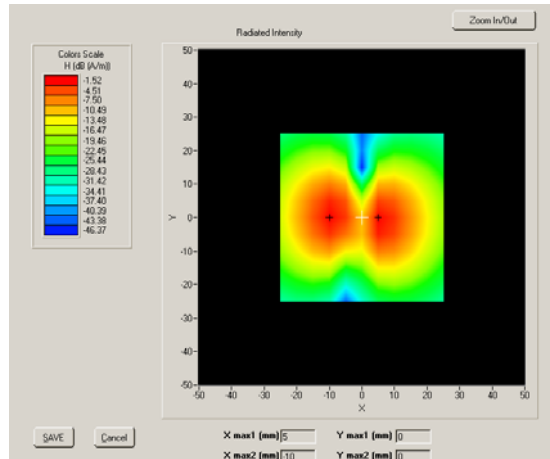 Zoom In/Out
Radiated Intensity
Colors Scale
H (dB (A/m))
-1.52
-4.51
-7.50
-10.49
-13.48
-16.47
-19.46
-22.45
-25.44
-28.43
-31.42
-34.41
-37.40
-40.39
-43.38
-46.37
50
40
30
20
10
0
-10
-20
-30
-40
-50
Y
-50 -40 -30 -20 -10 0 10 20 30 40 50
X
SAVE Cancel
X max1 (mm) 5 Y max1 (mm) 0
X max2 (mm) -10 Y max2 (mm) 0